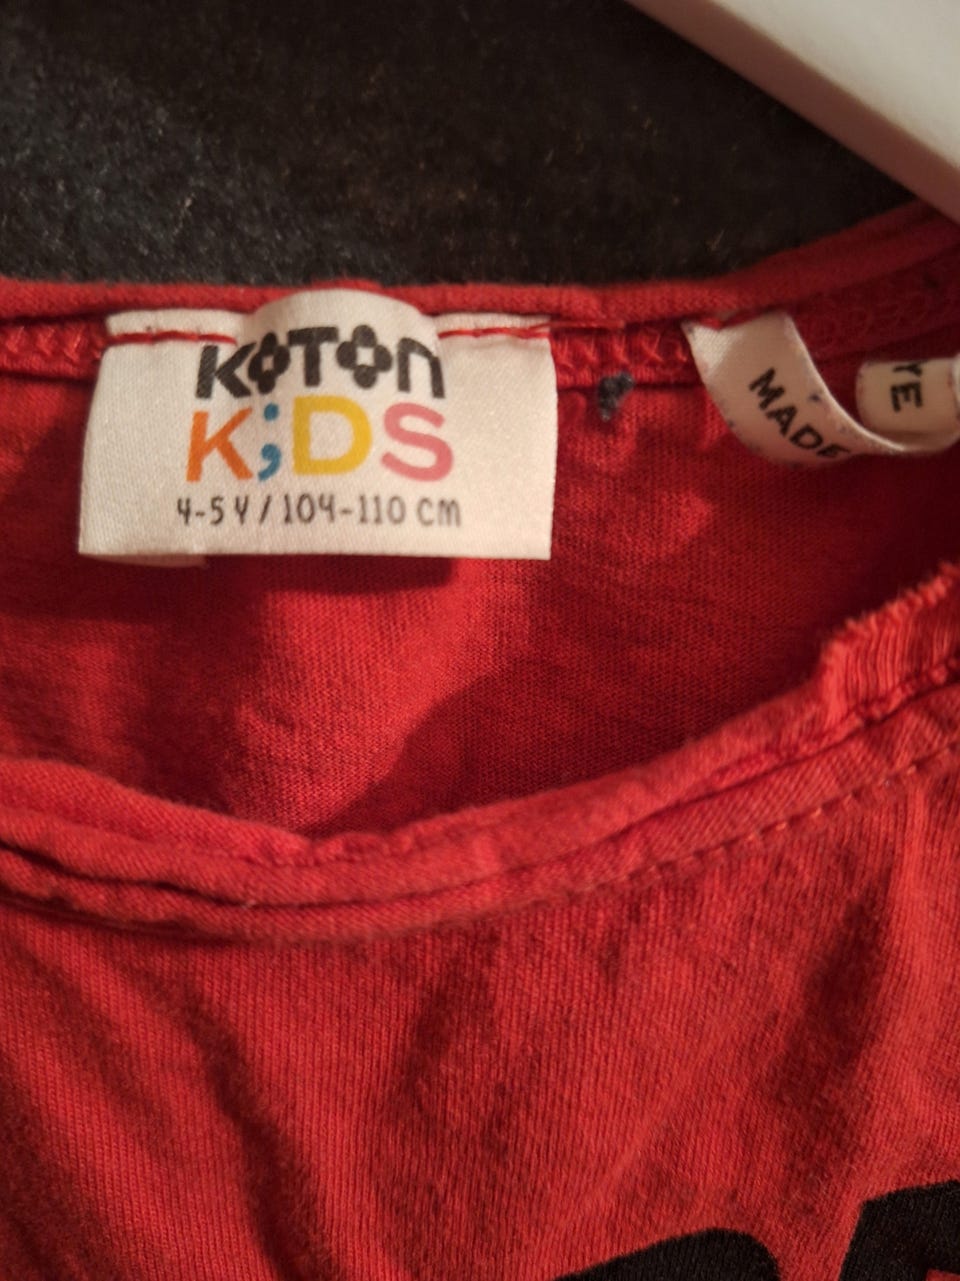 KOTON
K;DS
4-5 Y / 104-110 CM
MADE
YE